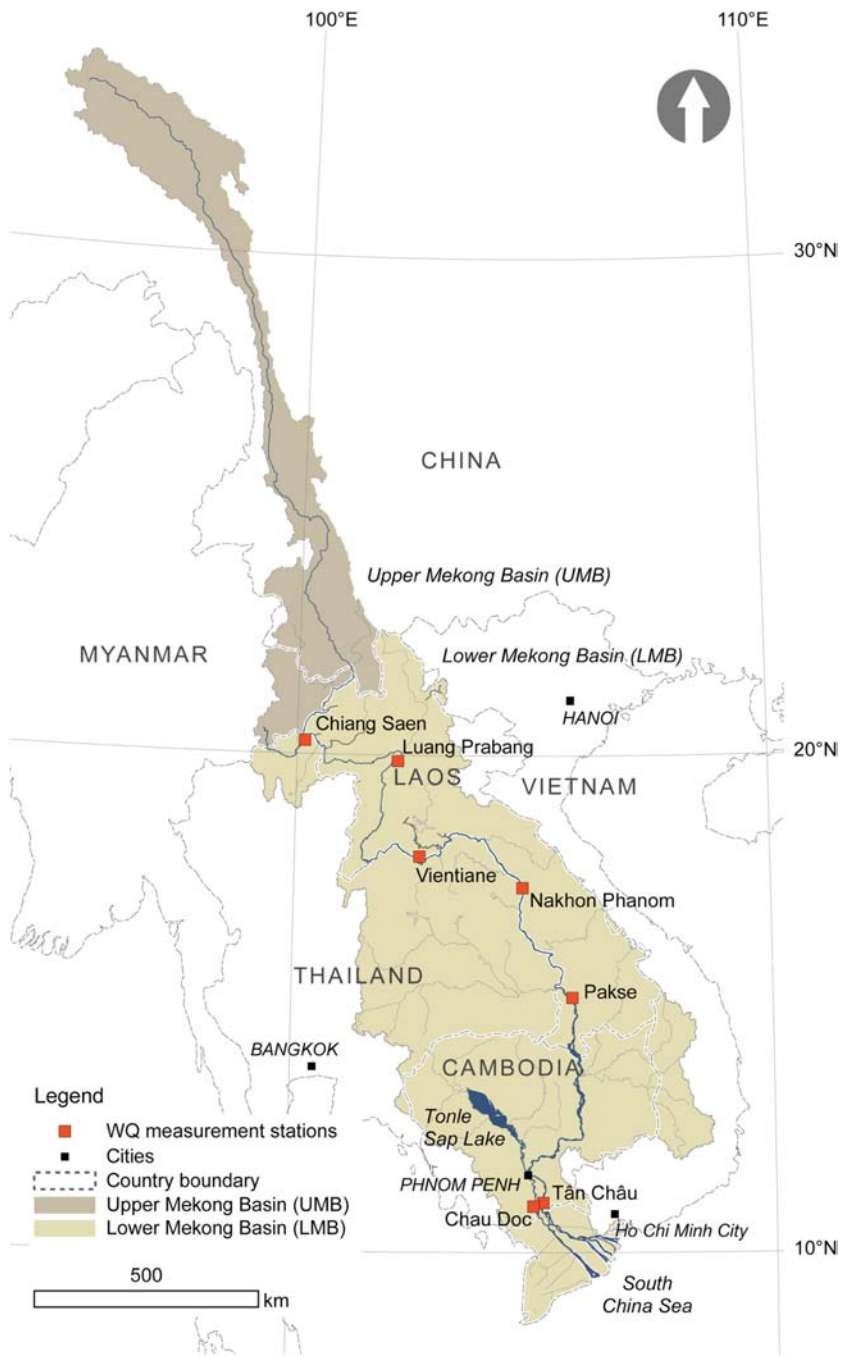 100°E
110°E
30°N
CHINA
Upper Mekong Basin (UMB)
MYANMAR
Lower Mekong Basin (LMB)
HANOI
Chiang Saen
Luang Prabang
20°N
LAOS
VIETNAM
Vientiane
Nakhon Phanom
THAILAND
Pakse
BANGKOK
CAMBODIA
Legend
WQ measurement stations
Cities
Country boundary
Upper Mekong Basin (UMB)
Lower Mekong Basin (LMB)
Tonle
Sap Lake
PHNOM PENH
Tân Châu
Chau Doc
Ho Chi Minh City
10°N
500
km
South
China Sea